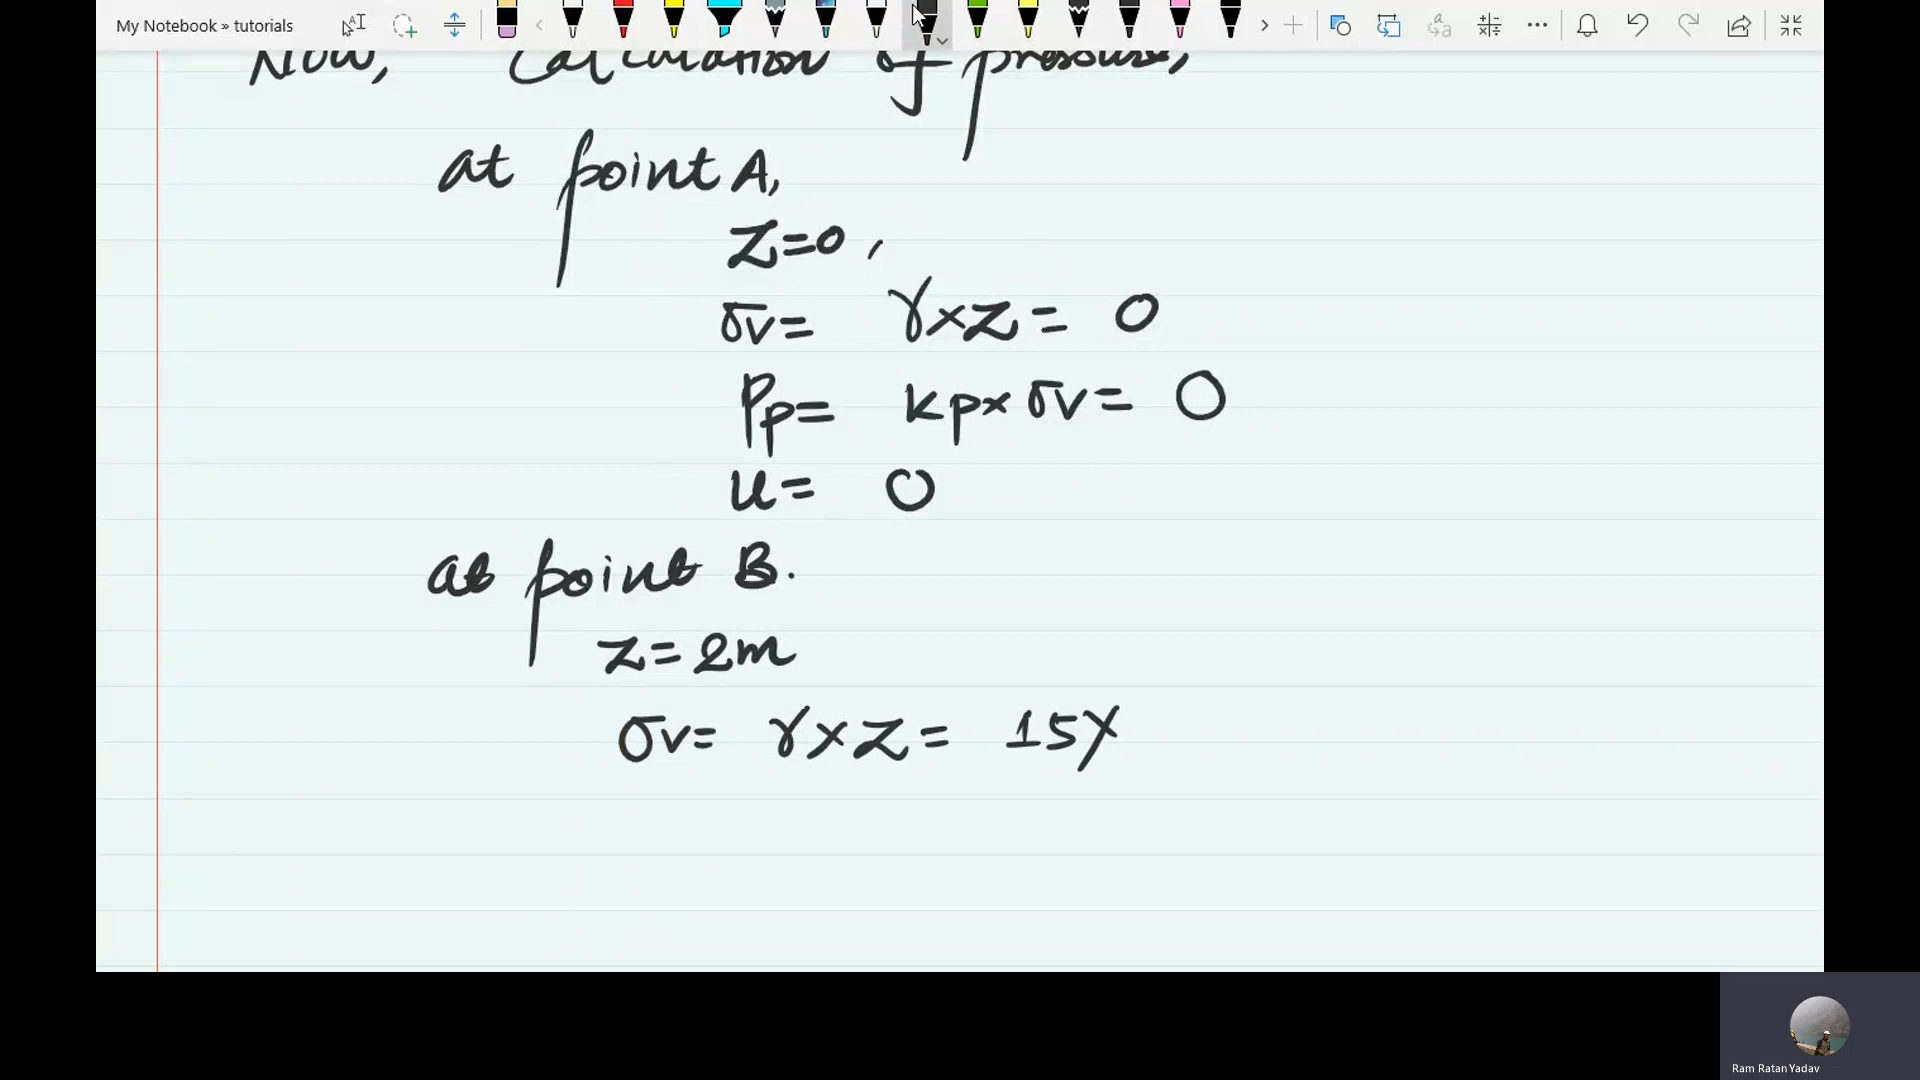 My Notebook » tutorials
Now, Calculation of pressure,
at point A,
Z=0,
σv= γ×z= 0
Pp= kp×σv= 0
u= 0
at point B.
z=2m
σv= γ×z= 15×
Ram Ratan Yadav